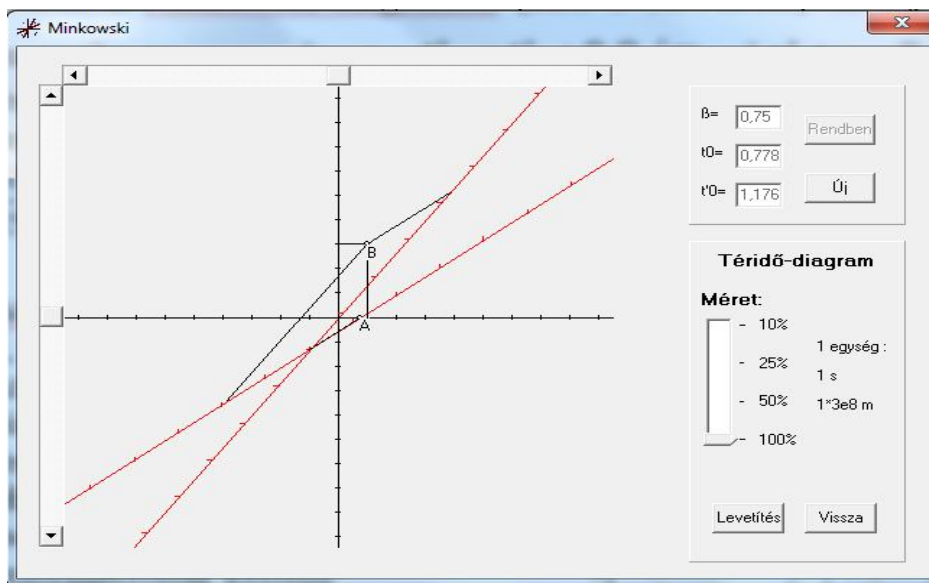 Minkowski
ß= 0,75
Rendben
t0= 0,778
t'0= 1,176
Új
B
A
Téridő-diagram
Méret:
- 10%
- 25%
- 50%
- 100%
1 egység :
1 s
1*3e8 m
Levetítés
Vissza